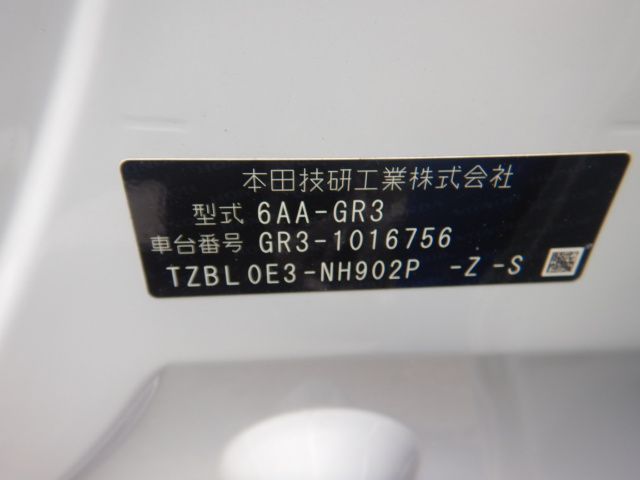 本田技研工業株式会社
型式 6AA-GR3
車台番号 GR3-1016756
TZBL0E3-NH902P -Z -S